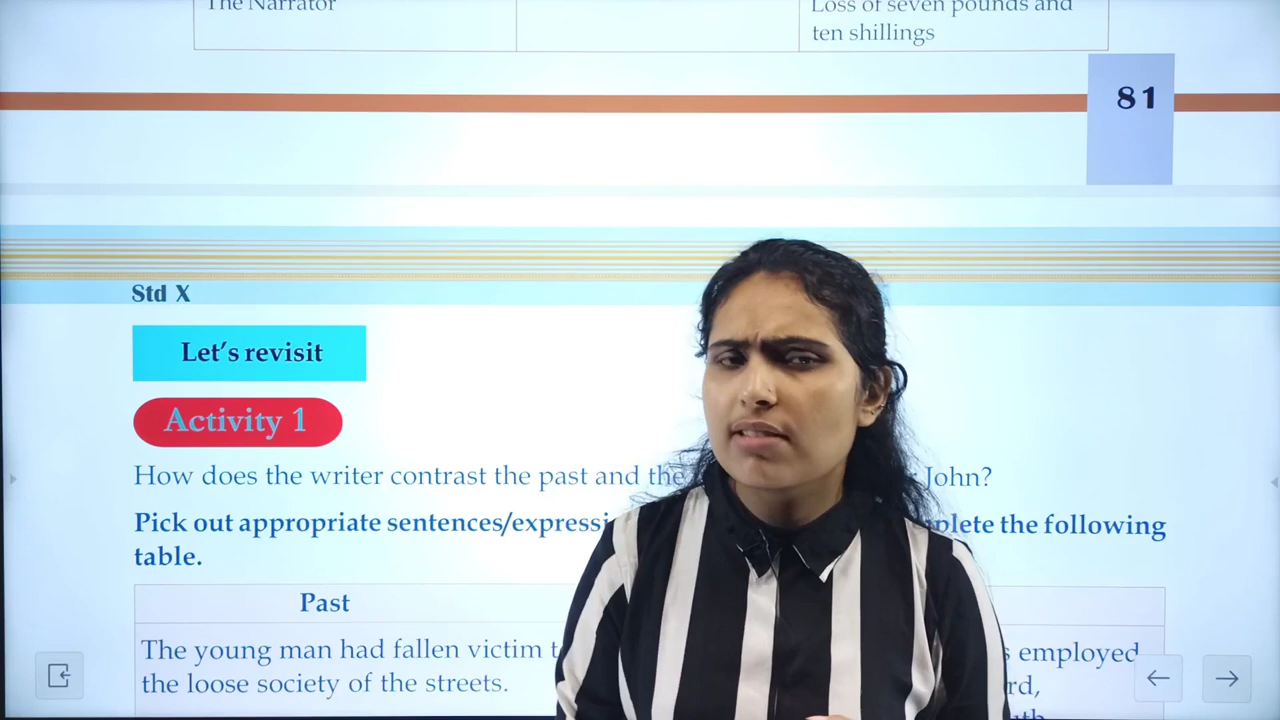 The Narrator
Loss of seven pounds and
ten shillings
81
Std X
Let's revisit
Activity 1
How does the writer contrast the past and the John?
Pick out appropriate sentences/expressi plete the following
table.
Past
The young man had fallen victim t s employed
the loose society of the streets. rd,